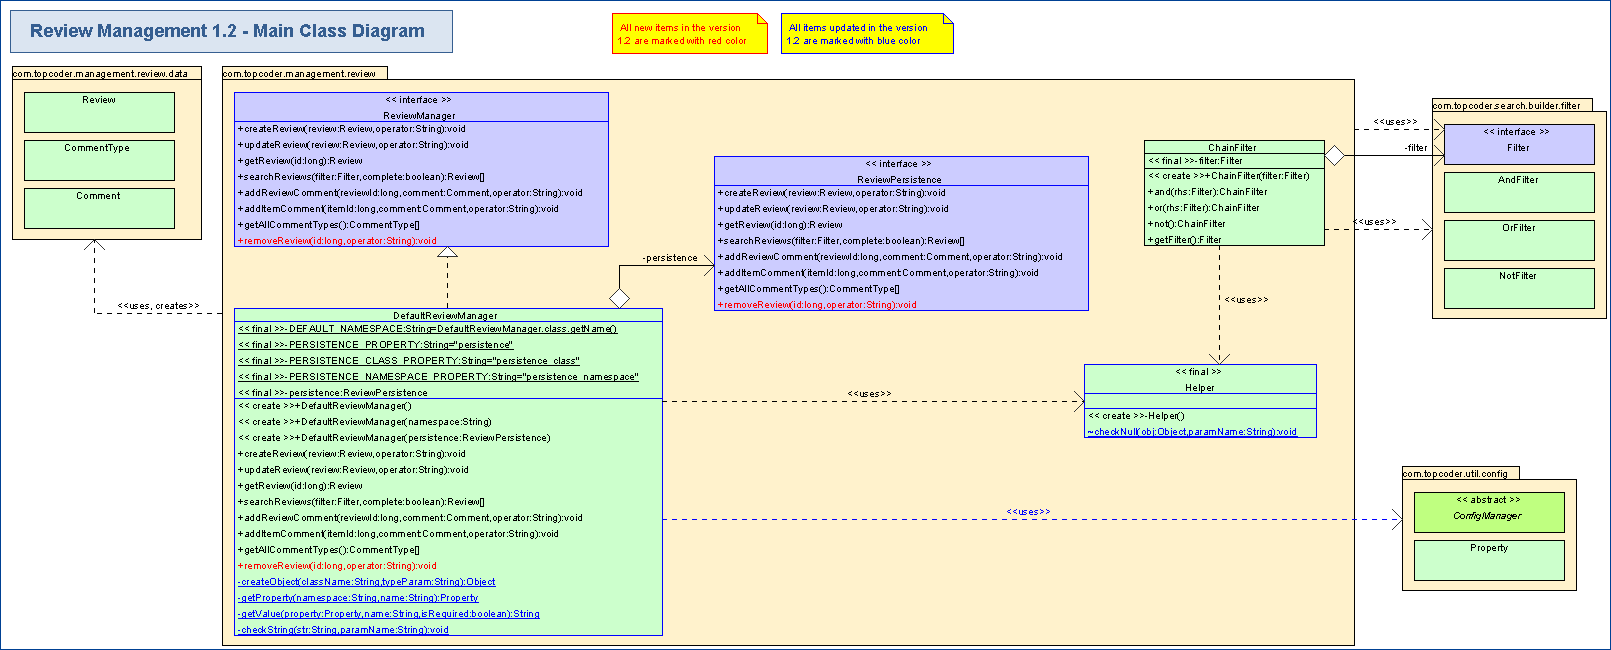 Review Management 1.2 - Main Class Diagram
All new items in the version
1.2 are marked with red color
All items updated in the version
1.2 are marked with blue color
com.topcoder.management.review.data
Review
CommentType
Comment
<<uses, creates>>
com.topcoder.management.review
<< interface >>
ReviewManager
+createReview(review:Review,operator:String):void
+updateReview(review:Review,operator:String):void
+getReview(id:long):Review
+searchReviews(filter:Filter,complete:boolean):Review[]
+addReviewComment(reviewId:long,comment:Comment,operator:String):void
+addItemComment(itemId:long,comment:Comment,operator:String):void
+getAllCommentTypes():CommentType[]
+removeReview(id:long,operator:String):void
-persistence
<< interface >>
ReviewPersistence
+createReview(review:Review,operator:String):void
+updateReview(review:Review,operator:String):void
+getReview(id:long):Review
+searchReviews(filter:Filter,complete:boolean):Review[]
+addReviewComment(reviewId:long,comment:Comment,operator:String):void
+addItemComment(itemId:long,comment:Comment,operator:String):void
+getAllCommentTypes():CommentType[]
+removeReview(id:long,operator:String):void
ChainFilter
<< final >>-filter:Filter
<< create >>+ChainFilter(filter:Filter)
+and(rhs:Filter):ChainFilter
+or(rhs:Filter):ChainFilter
+not():ChainFilter
+getFilter():Filter
<<uses>>
-filter
<<uses>>
<<uses>>
com.topcoder.search.builder.filter
<< interface >>
Filter
AndFilter
OrFilter
NotFilter
DefaultReviewManager
<< final >>-DEFAULT_NAMESPACE:String=DefaultReviewManager.class.getName()
<< final >>-PERSISTENCE_PROPERTY:String="persistence"
<< final >>-PERSISTENCE_CLASS_PROPERTY:String="persistence_class"
<< final >>-PERSISTENCE_NAMESPACE_PROPERTY:String="persistence_namespace"
<< final >>-persistence:ReviewPersistence
<< create >>+DefaultReviewManager()
<< create >>+DefaultReviewManager(namespace:String)
<< create >>+DefaultReviewManager(persistence:ReviewPersistence)
+createReview(review:Review,operator:String):void
+updateReview(review:Review,operator:String):void
+getReview(id:long):Review
+searchReviews(filter:Filter,complete:boolean):Review[]
+addReviewComment(reviewId:long,comment:Comment,operator:String):void
+addItemComment(itemId:long,comment:Comment,operator:String):void
+getAllCommentTypes():CommentType[]
+removeReview(id:long,operator:String):void
-createObject(className:String,typeParam:String):Object
-getProperty(namespace:String,name:String):Property
-getValue(property:Property,name:String,isRequired:boolean):String
-checkString(str:String,paramName:String):void
<<uses>>
<< final >>
Helper
<< create >>-Helper()
~checkNull(obj:Object,paramName:String):void
<<uses>>
com.topcoder.util.config
<< abstract >>
ConfigManager
Property